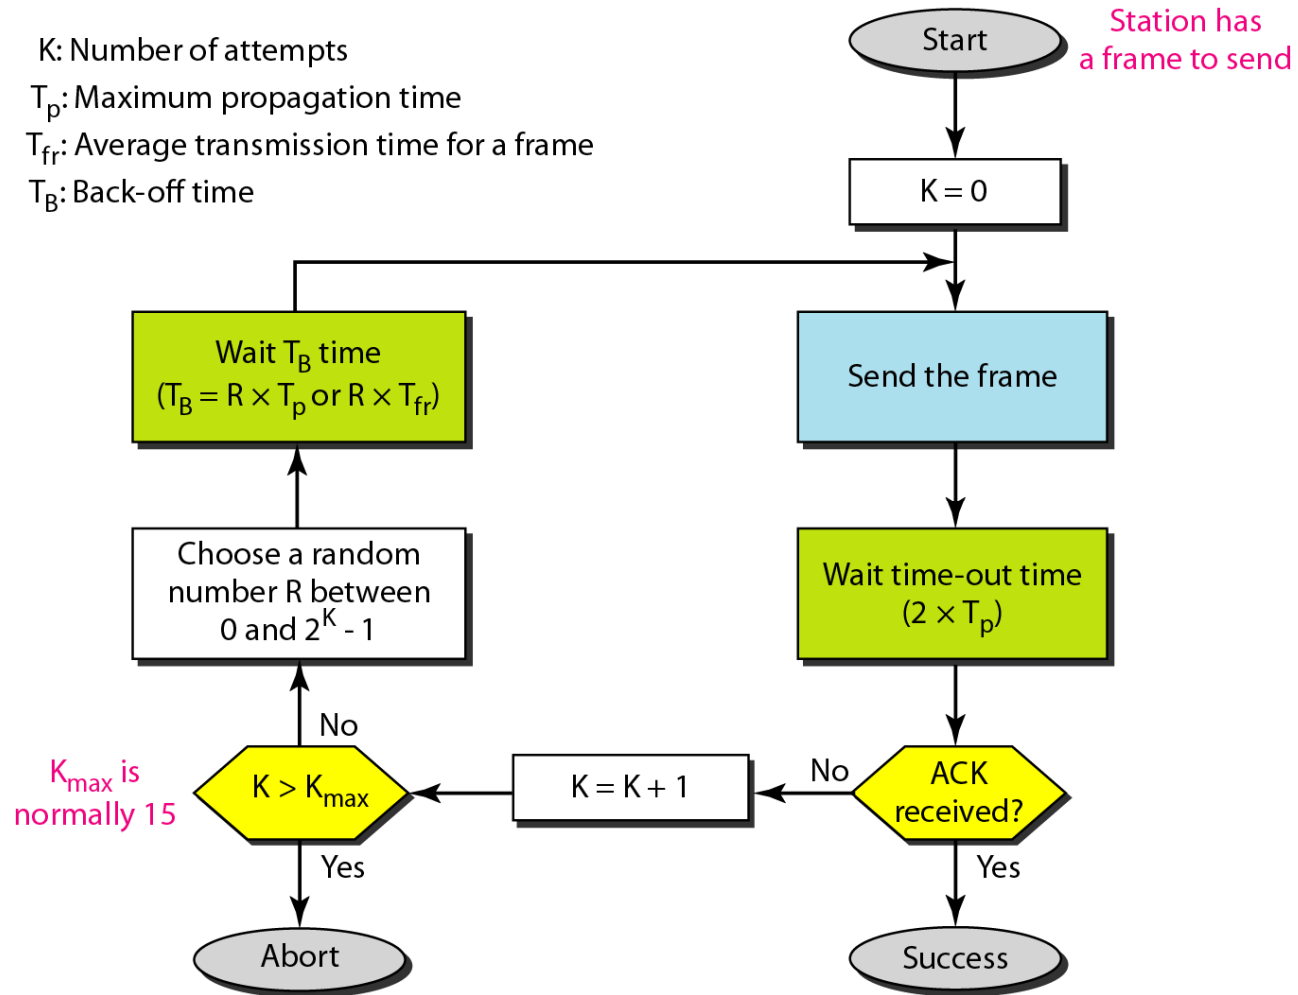 K: Number of attempts
Tp: Maximum propagation time
Tfr: Average transmission time for a frame
TB: Back-off time
Start
Station has
a frame to send
K = 0
Wait TB time
(TB = R × Tp or R × Tfr)
Send the frame
Choose a random
number R between
0 and 2^K - 1
Wait time-out time
(2 × Tp)
No
Kmax is
normally 15
K > Kmax
K = K + 1
No
ACK
received?
Yes
Yes
Abort
Success